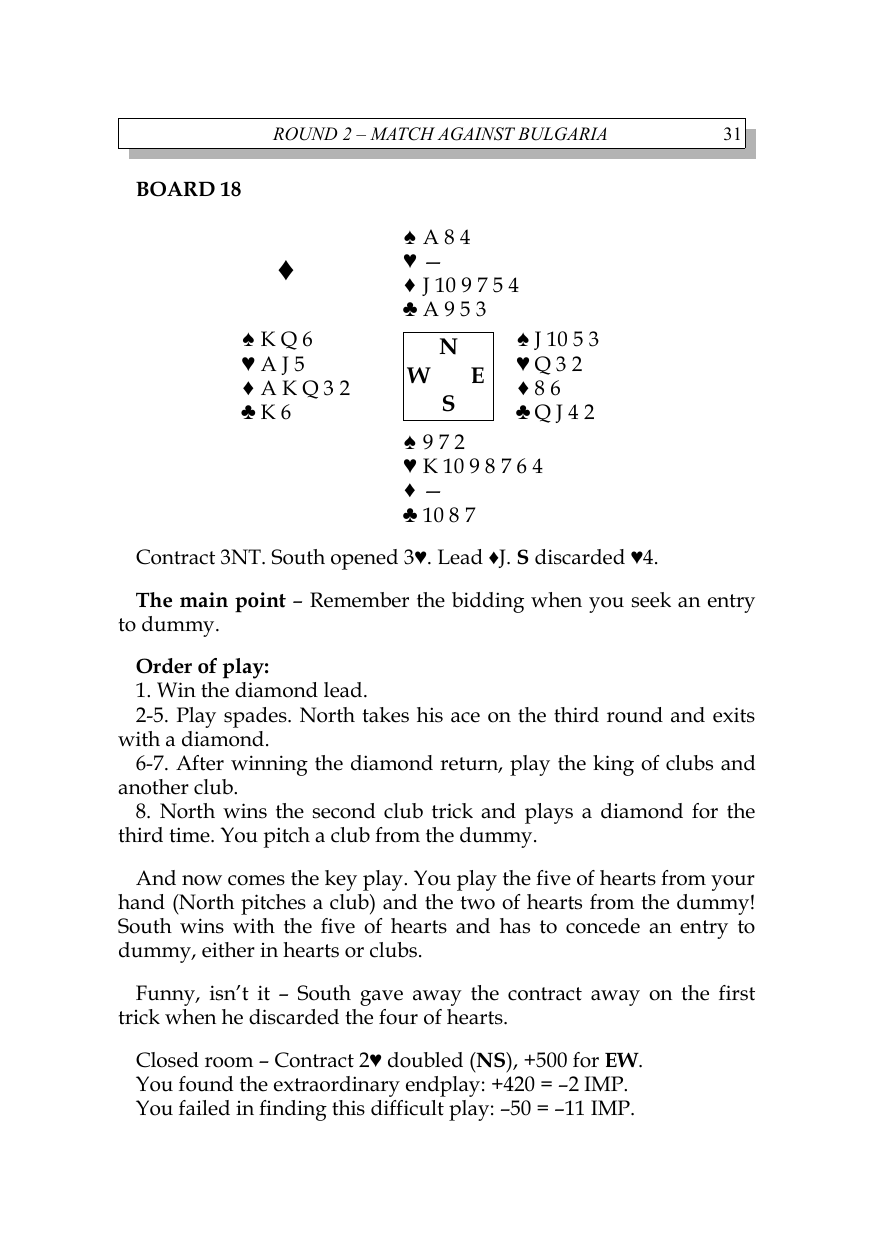 ROUND 2 – MATCH AGAINST BULGARIA 31
BOARD 18
♠ A 8 4
♥ —
♦ J 10 9 7 5 4
♣ A 9 5 3
♦
♠ K Q 6
♥ A J 5
♦ A K Q 3 2
♣ K 6
N
W E
S
♠ J 10 5 3
♥ Q 3 2
♦ 8 6
♣ Q J 4 2
♠ 9 7 2
♥ K 10 9 8 7 6 4
♦ —
♣ 10 8 7
Contract 3NT. South opened 3♥. Lead ♦J. S discarded ♥4.
The main point – Remember the bidding when you seek an entry
to dummy.
Order of play:
1. Win the diamond lead.
2-5. Play spades. North takes his ace on the third round and exits
with a diamond.
6-7. After winning the diamond return, play the king of clubs and
another club.
8. North wins the second club trick and plays a diamond for the
third time. You pitch a club from the dummy.
And now comes the key play. You play the five of hearts from your
hand (North pitches a club) and the two of hearts from the dummy!
South wins with the five of hearts and has to concede an entry to
dummy, either in hearts or clubs.
Funny, isn’t it – South gave away the contract away on the first
trick when he discarded the four of hearts.
Closed room – Contract 2♥ doubled (NS), +500 for EW.
You found the extraordinary endplay: +420 = –2 IMP.
You failed in finding this difficult play: –50 = –11 IMP.